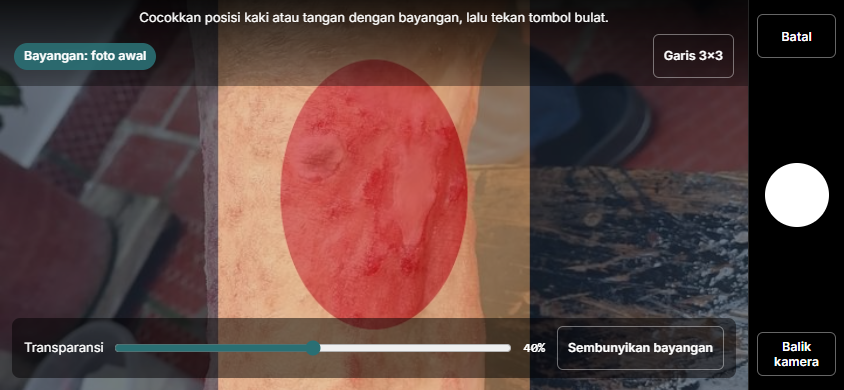 Cocokkan posisi kaki atau tangan dengan bayangan, lalu tekan tombol bulat.
Bayangan: foto awal
Garis 3×3
Batal
Transparansi
40%
Sembunyikan bayangan
Balik
kamera